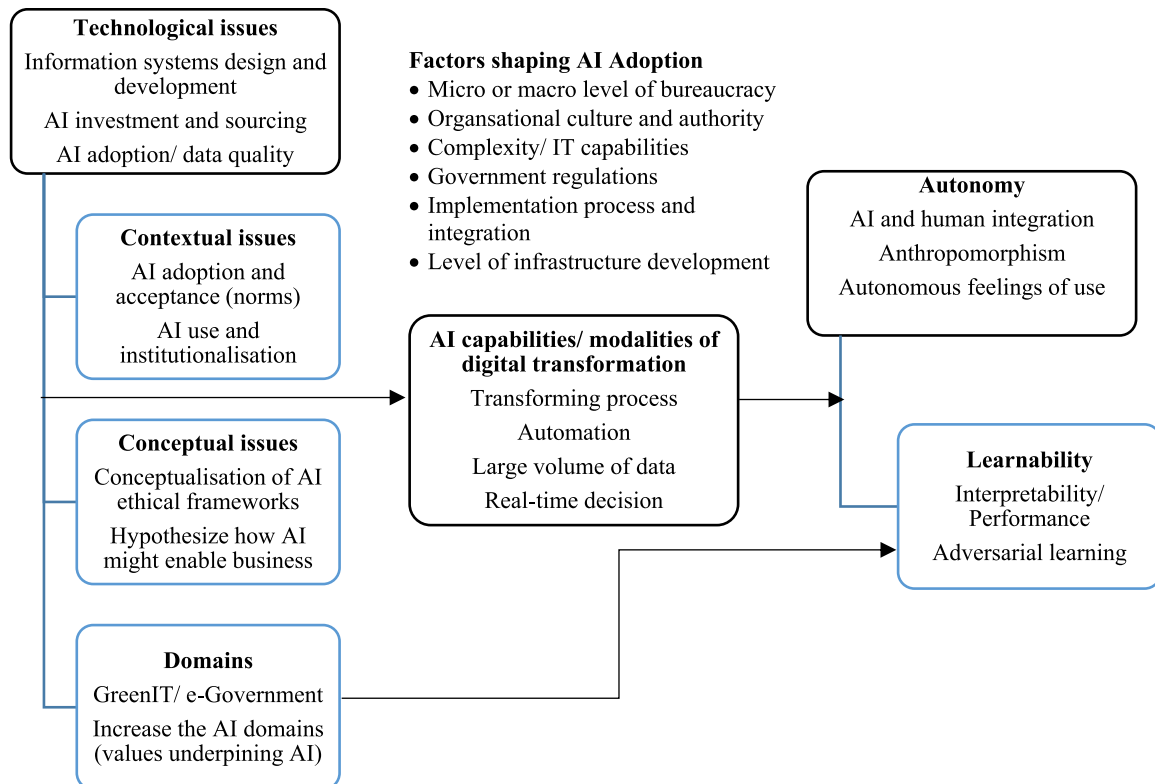 Technological issues
Information systems design and
development
AI investment and sourcing
AI adoption/ data quality
Contextual issues
AI adoption and
acceptance (norms)
AI use and
institutionalisation
Conceptual issues
Conceptualisation of AI
ethical frameworks
Hypothesize how AI
might enable business
Domains
GreenIT/ e-Government
Increase the AI domains
(values underpining AI)
Factors shaping AI Adoption
• Micro or macro level of bureaucracy
• Organsational culture and authority
• Complexity/ IT capabilities
• Government regulations
• Implementation process and
integration
• Level of infrastructure development
AI capabilities/ modalities of
digital transformation
Transforming process
Automation
Large volume of data
Real-time decision
Autonomy
AI and human integration
Anthropomorphism
Autonomous feelings of use
Learnability
Interpretability/
Performance
Adversarial learning